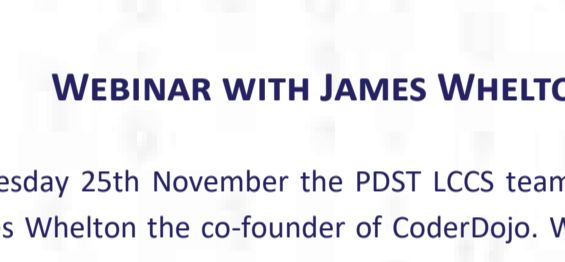 WEBINAR WITH JAMES WHELTO
esday 25th November the PDST LCCS team
s Whelton the co-founder of CoderDojo. W